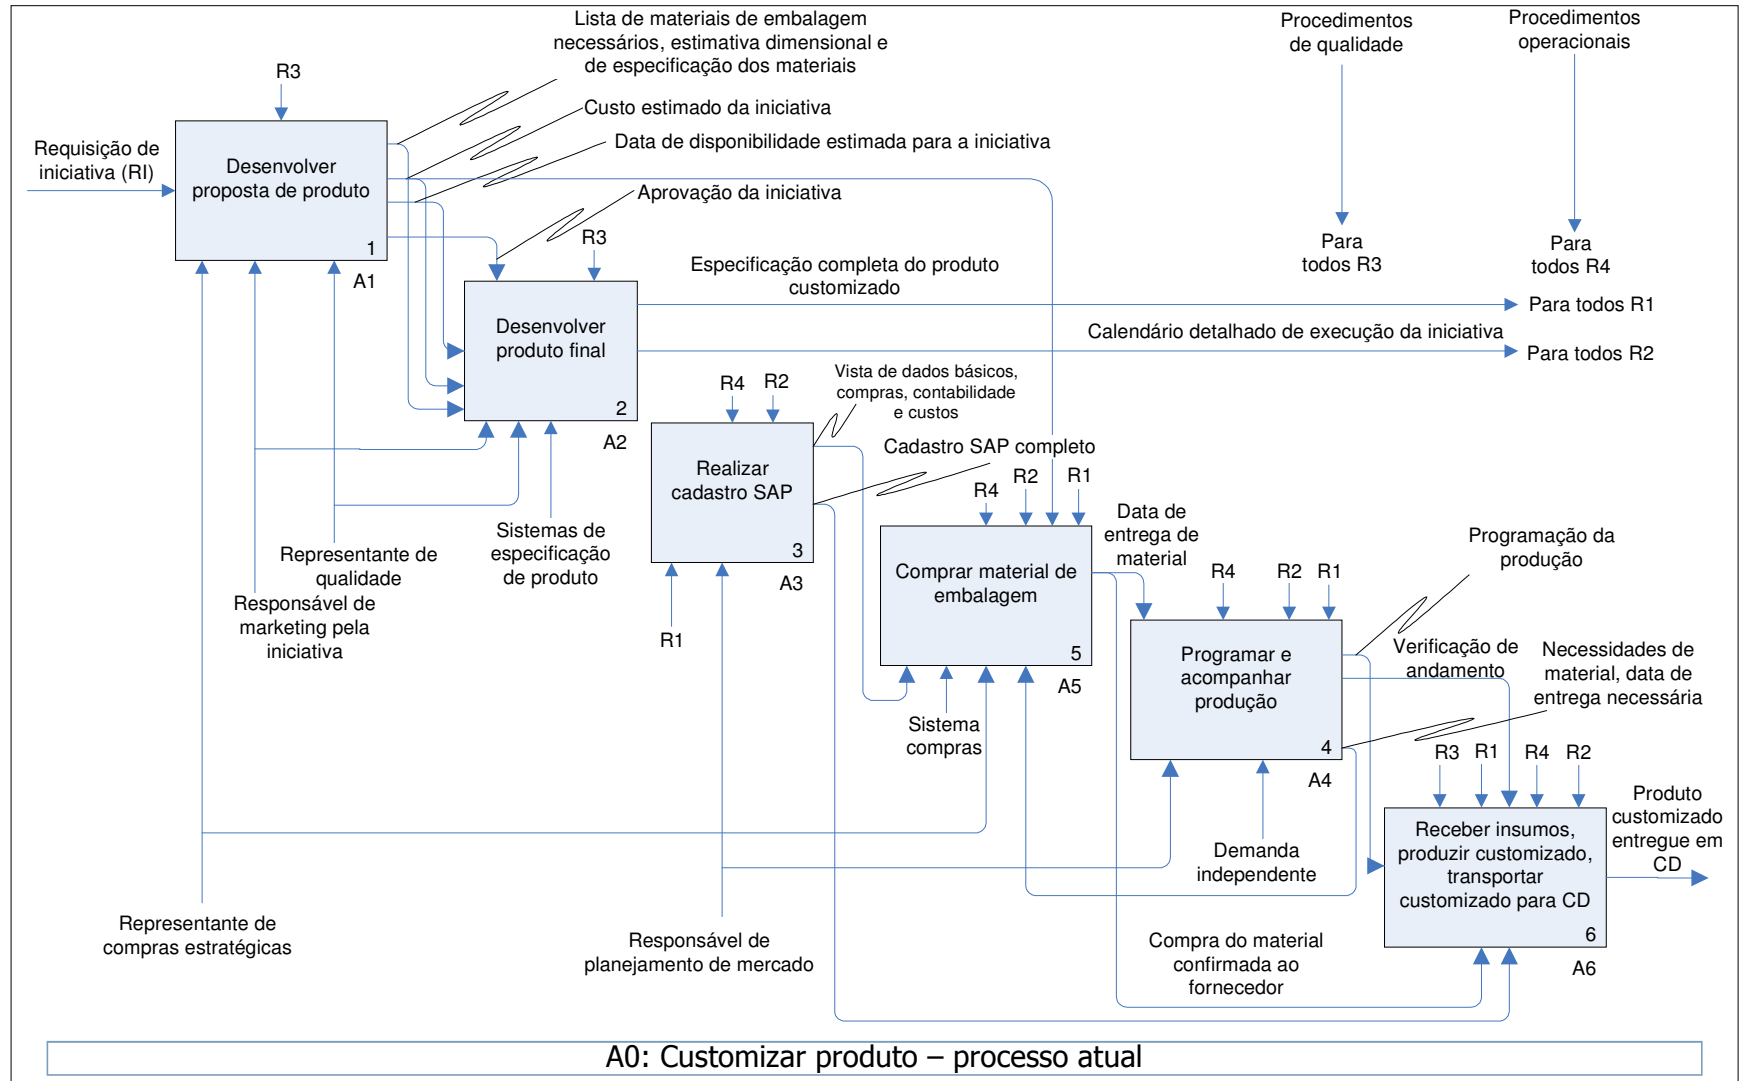 Lista de materiais de embalagem
necessários, estimativa dimensional e
de especificação dos materiais
Procedimentos
de qualidade
Procedimentos
operacionais
R3
Custo estimado da iniciativa
Requisição de
iniciativa (RI)
Desenvolver
proposta de produto
1
A1
Data de disponibilidade estimada para a iniciativa
Aprovação da iniciativa
R3
Para
todos R3
Para
todos R4
Especificação completa do produto
customizado
Para todos R1
Desenvolver
produto final
2
A2
Calendário detalhado de execução da iniciativa
Para todos R2
R4
R2
Vista de dados básicos,
compras, contabilidade
e custos
Cadastro SAP completo
Realizar
cadastro SAP
3
A3
R4
R2
R1
Data de
entrega de
material
Programação da
produção
Sistemas de
especificação
de produto
Representante de
qualidade
Responsável de
marketing pela
iniciativa
R1
Comprar material de
embalagem
5
A5
R4
R2
R1
Programar e
acompanhar
produção
4
A4
Verificação de
andamento
Necessidades de
material, data de
entrega necessária
Sistema
compras
R3
R1
R4
R2
Produto
customizado
entregue em
CD
Receber insumos,
produzir customizado,
transportar
customizado para CD
6
A6
Demanda
independente
Representante de
compras estratégicas
Responsável de
planejamento de mercado
Compra do material
confirmada ao
fornecedor
A0: Customizar produto – processo atual